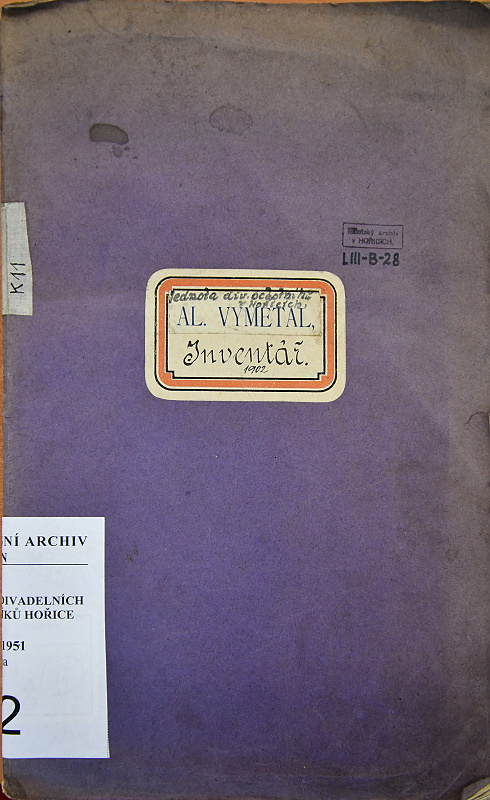 Městský archiv
v HOŘICÍCH.
LIII-B-28
K11
Jednota div. ochotníků
v Hořicích,
AL. VYMETAL,
Inventář.
1902
NÍ ARCHIV
N
DIVADELNÍCH
ÍKŮ HOŘICE
1951
a
2